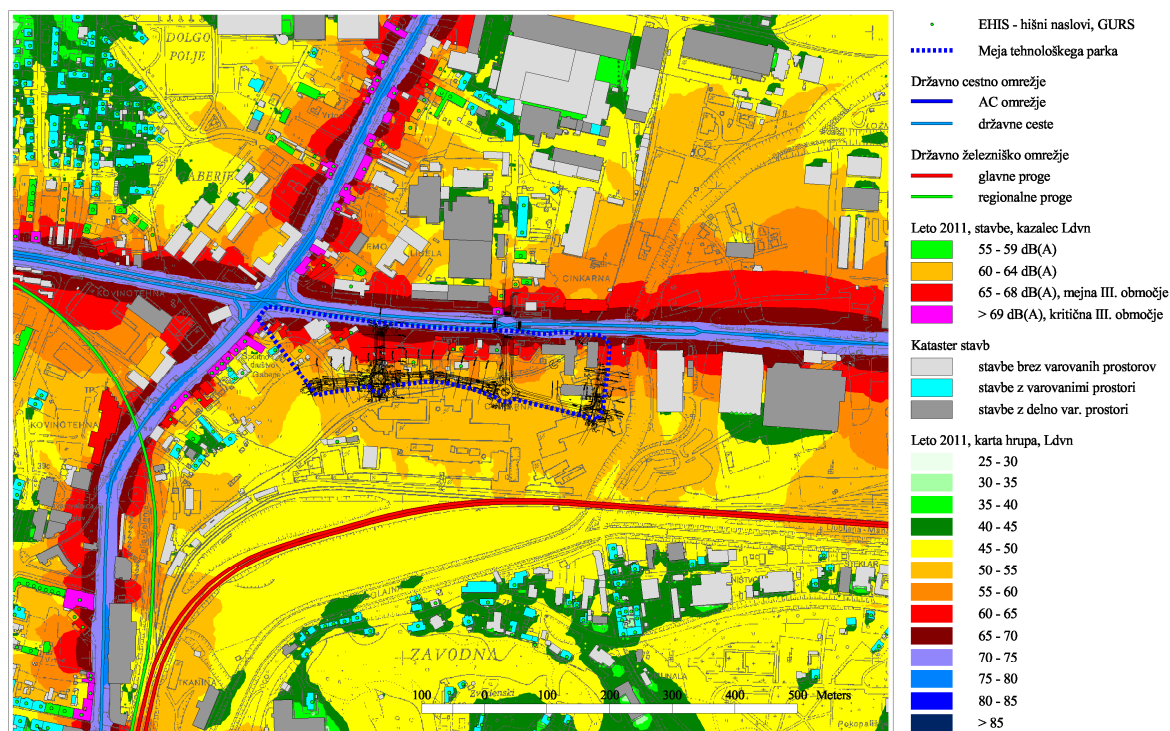 DOLGO
POLJE
EMO
LIBELA
CINKARNA
KOVINOTEHNA
KOVINOTEHNA
GLAJNI
ZAVODNA
TKANINA
100 0 100 200 300 400 500 Meters
EHIS - hišni naslovi, GURS
Meja tehnološkega parka
Državno cestno omrežje
AC omrežje
državne ceste
Državno železniško omrežje
glavne proge
regionalne proge
Leto 2011, stavbe, kazalec Ldvn
55 - 59 dB(A)
60 - 64 dB(A)
65 - 68 dB(A), mejna III. območje
> 69 dB(A), kritična III. območje
Kataster stavb
stavbe brez varovanih prostorov
stavbe z varovanimi prostori
stavbe z delno var. prostori
Leto 2011, karta hrupa, Ldvn
25 - 30
30 - 35
35 - 40
40 - 45
45 - 50
50 - 55
55 - 60
60 - 65
65 - 70
70 - 75
75 - 80
80 - 85
> 85